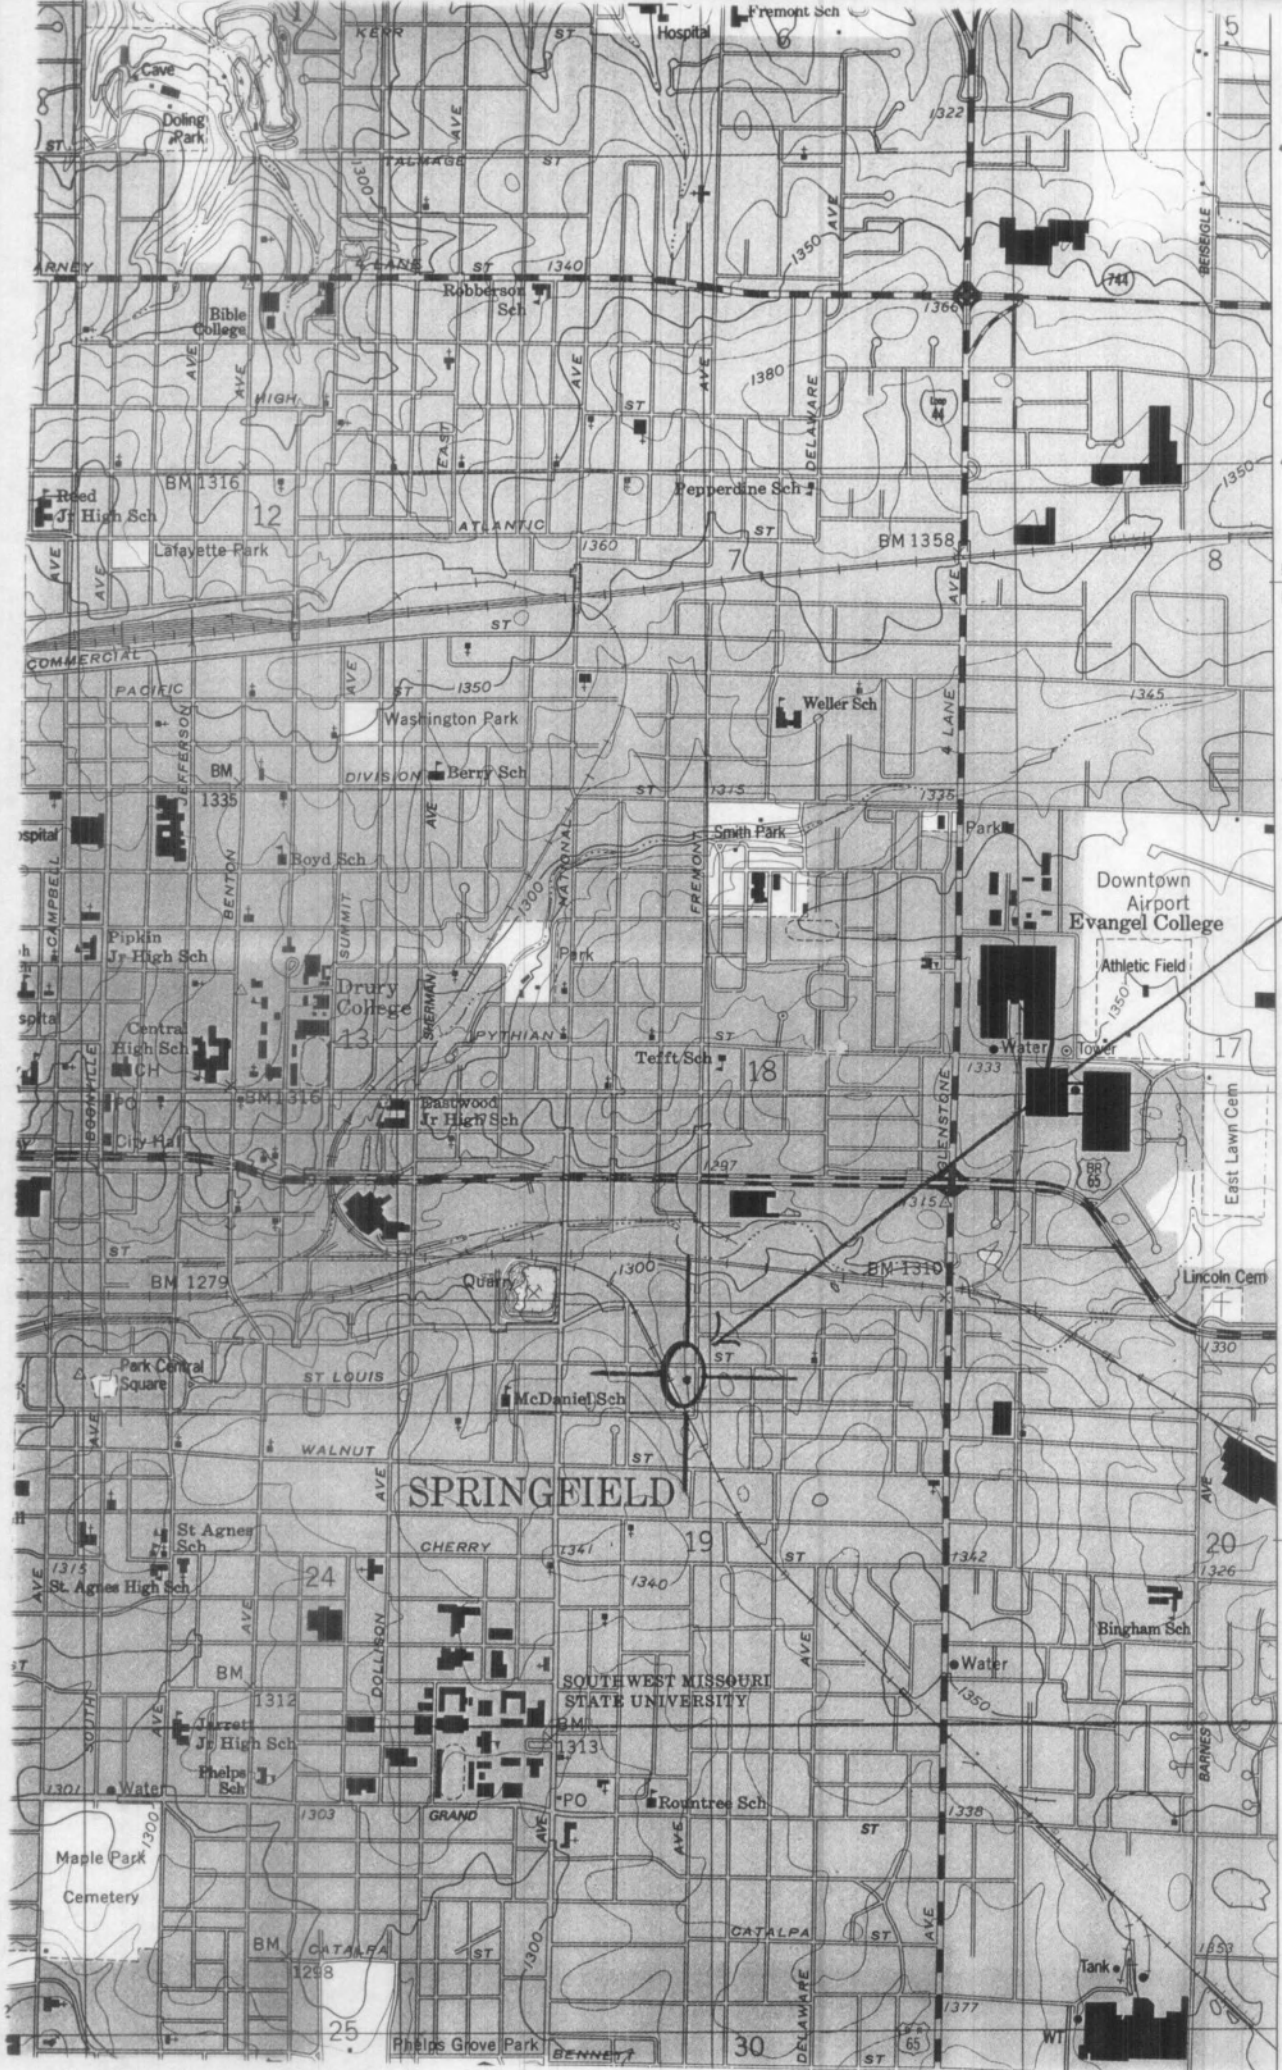 Fremont Sch
KERR
ST
Hospital
6
5
Cave
Doling
Park
1322
ST
AVE
TALMAGE
ST
1300
AVE
1350
BEISEIGLE
ARNEY
4 LANE
ST
1340
744
Robberson
Sch
1366
Bible
College
AVE
AVE
AVE
AVE
1380
HIGH
ST
DELAWARE
Loop
44
EAST
1350
BM 1316
Pepperdine Sch
Reed
Jr High Sch
12
ATLANTIC
ST
1360
BM 1358
AVE
AVE
Lafayette Park
7
8
AVE
ST
COMMERCIAL
PACIFIC
AVE
ST
1350
1345
Washington Park
Weller Sch
4 LANE
JEFFERSON
BM
1335
DIVISION
Berry Sch
ST
1315
1335
AVE
ospital
Smith Park
Park
Boyd Sch
CAMPBELL
BENTON
SUMMIT
NATIONAL
FREMONT
1300
Downtown
Airport
Evangel College
Pipkin
Jr High Sch
Park
Athletic Field
1350
Drury
College
SHERMAN
spital
Central
High Sch
13
PYTHIAN
ST
Water
Tower
17
CH
Tefft Sch
18
1333
BOONVILLE
PO
BM 1316
Eastwood
Jr High Sch
GLENSTONE
East Lawn Cem
City Hall
1297
BR
65
1315
ST
BM 1279
Quarry
1300
BM 1310
Lincoln Cem
1330
Park Central
Square
ST LOUIS
ST
McDaniel Sch
AVE
WALNUT
ST
AVE
SPRINGFIELD
AVE
St Agnes
Sch
CHERRY
1341
19
ST
1342
20
1326
1315
St. Agnes High Sch
24
1340
AVE
AVE
Bingham Sch
DOLLISON
AVE
Water
ST
BM
1312
SOUTHWEST MISSOURI
STATE UNIVERSITY
1350
SOUTH
AVE
Jarrett
Jr High Sch
BM
1313
BARNES
Phelps
Sch
1301
Water
1303
GRAND
PO
Rountree Sch
1338
1300
AVE
AVE
ST
Maple Park
Cemetery
BM
CATALPA
ST
1298
1300
CATALPA
ST
AVE
1353
Tank
DELAWARE
1377
25
Phelps Grove Park
BENNETT
30
ST
65
WT